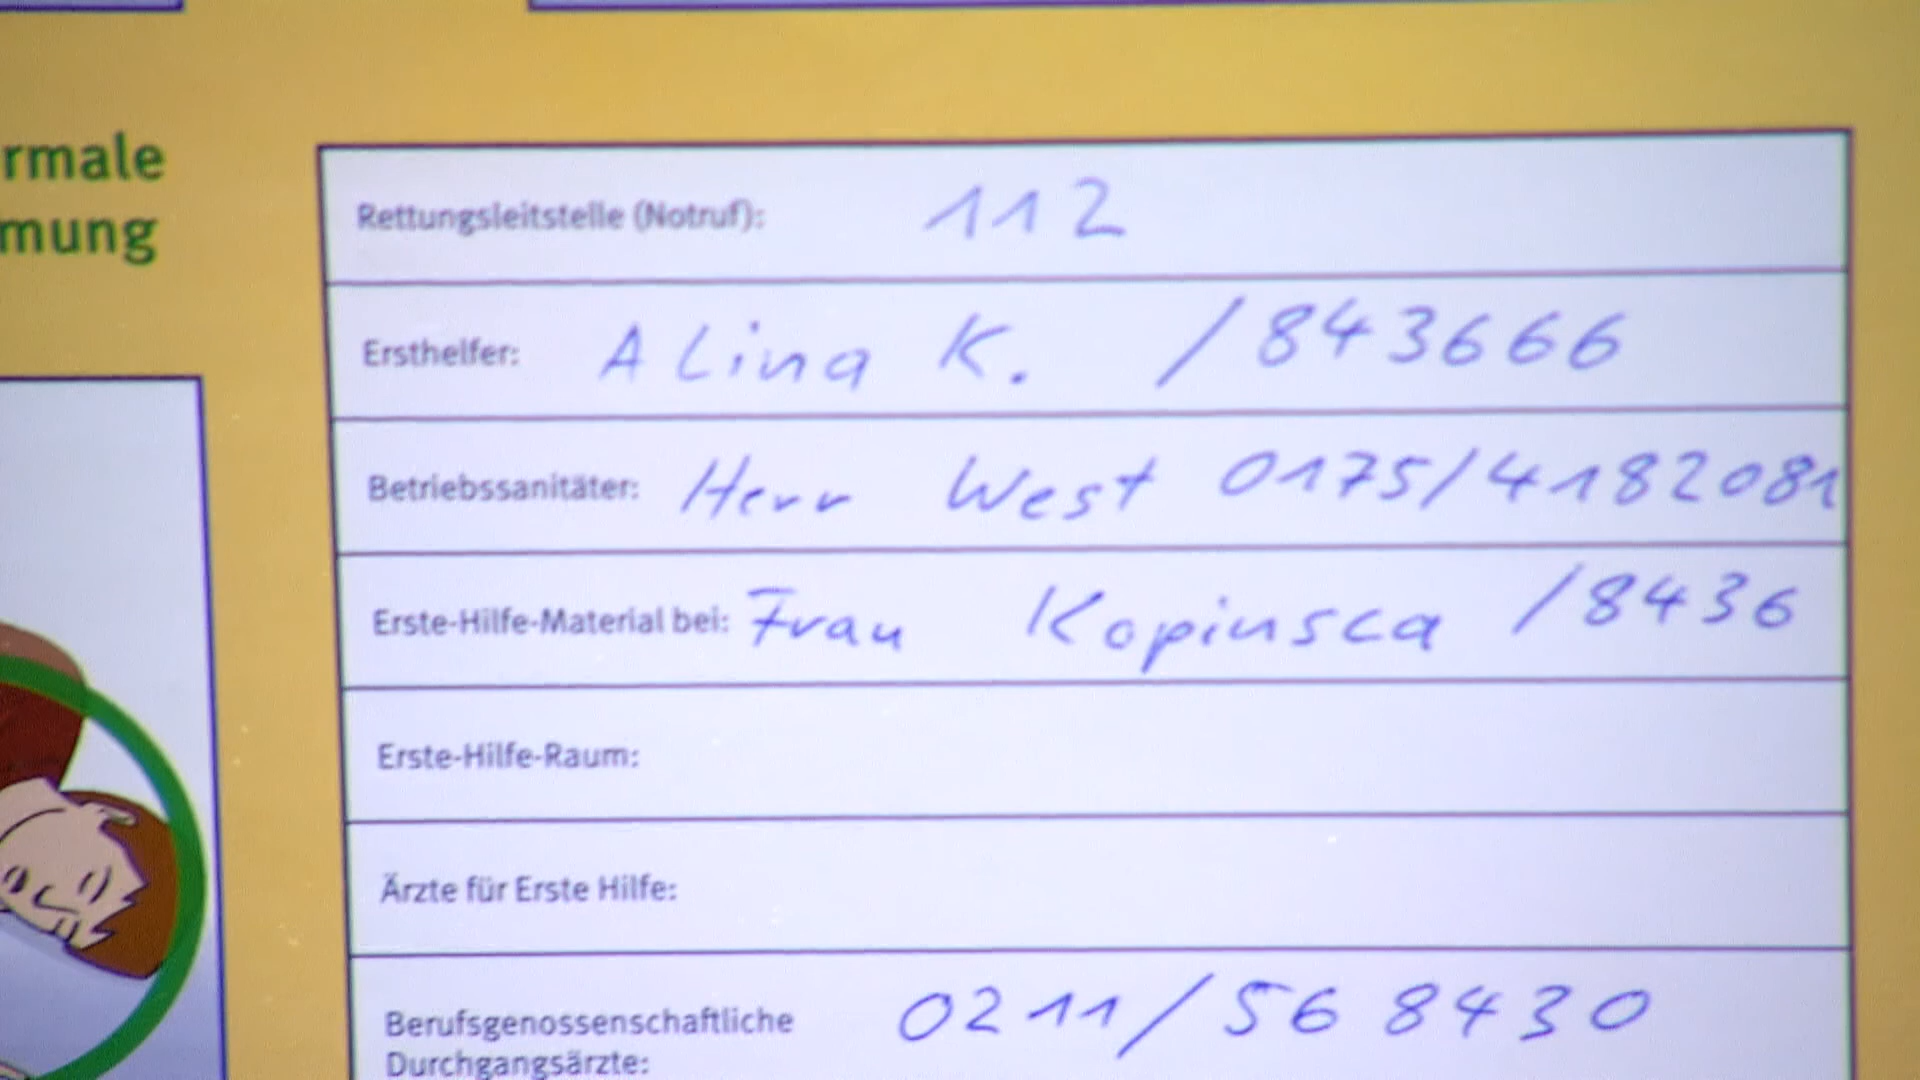 rmale
mung
Rettungsleitstelle (Notruf): 112
Ersthelfer: Alina K. /843666
Betriebssanitäter: Herr West 0175/4182081
Erste-Hilfe-Material bei: Frau Kopinsca /8436
Erste-Hilfe-Raum:
Ärzte für Erste Hilfe:
Berufsgenossenschaftliche 0211/568430
Durchgangsärzte: